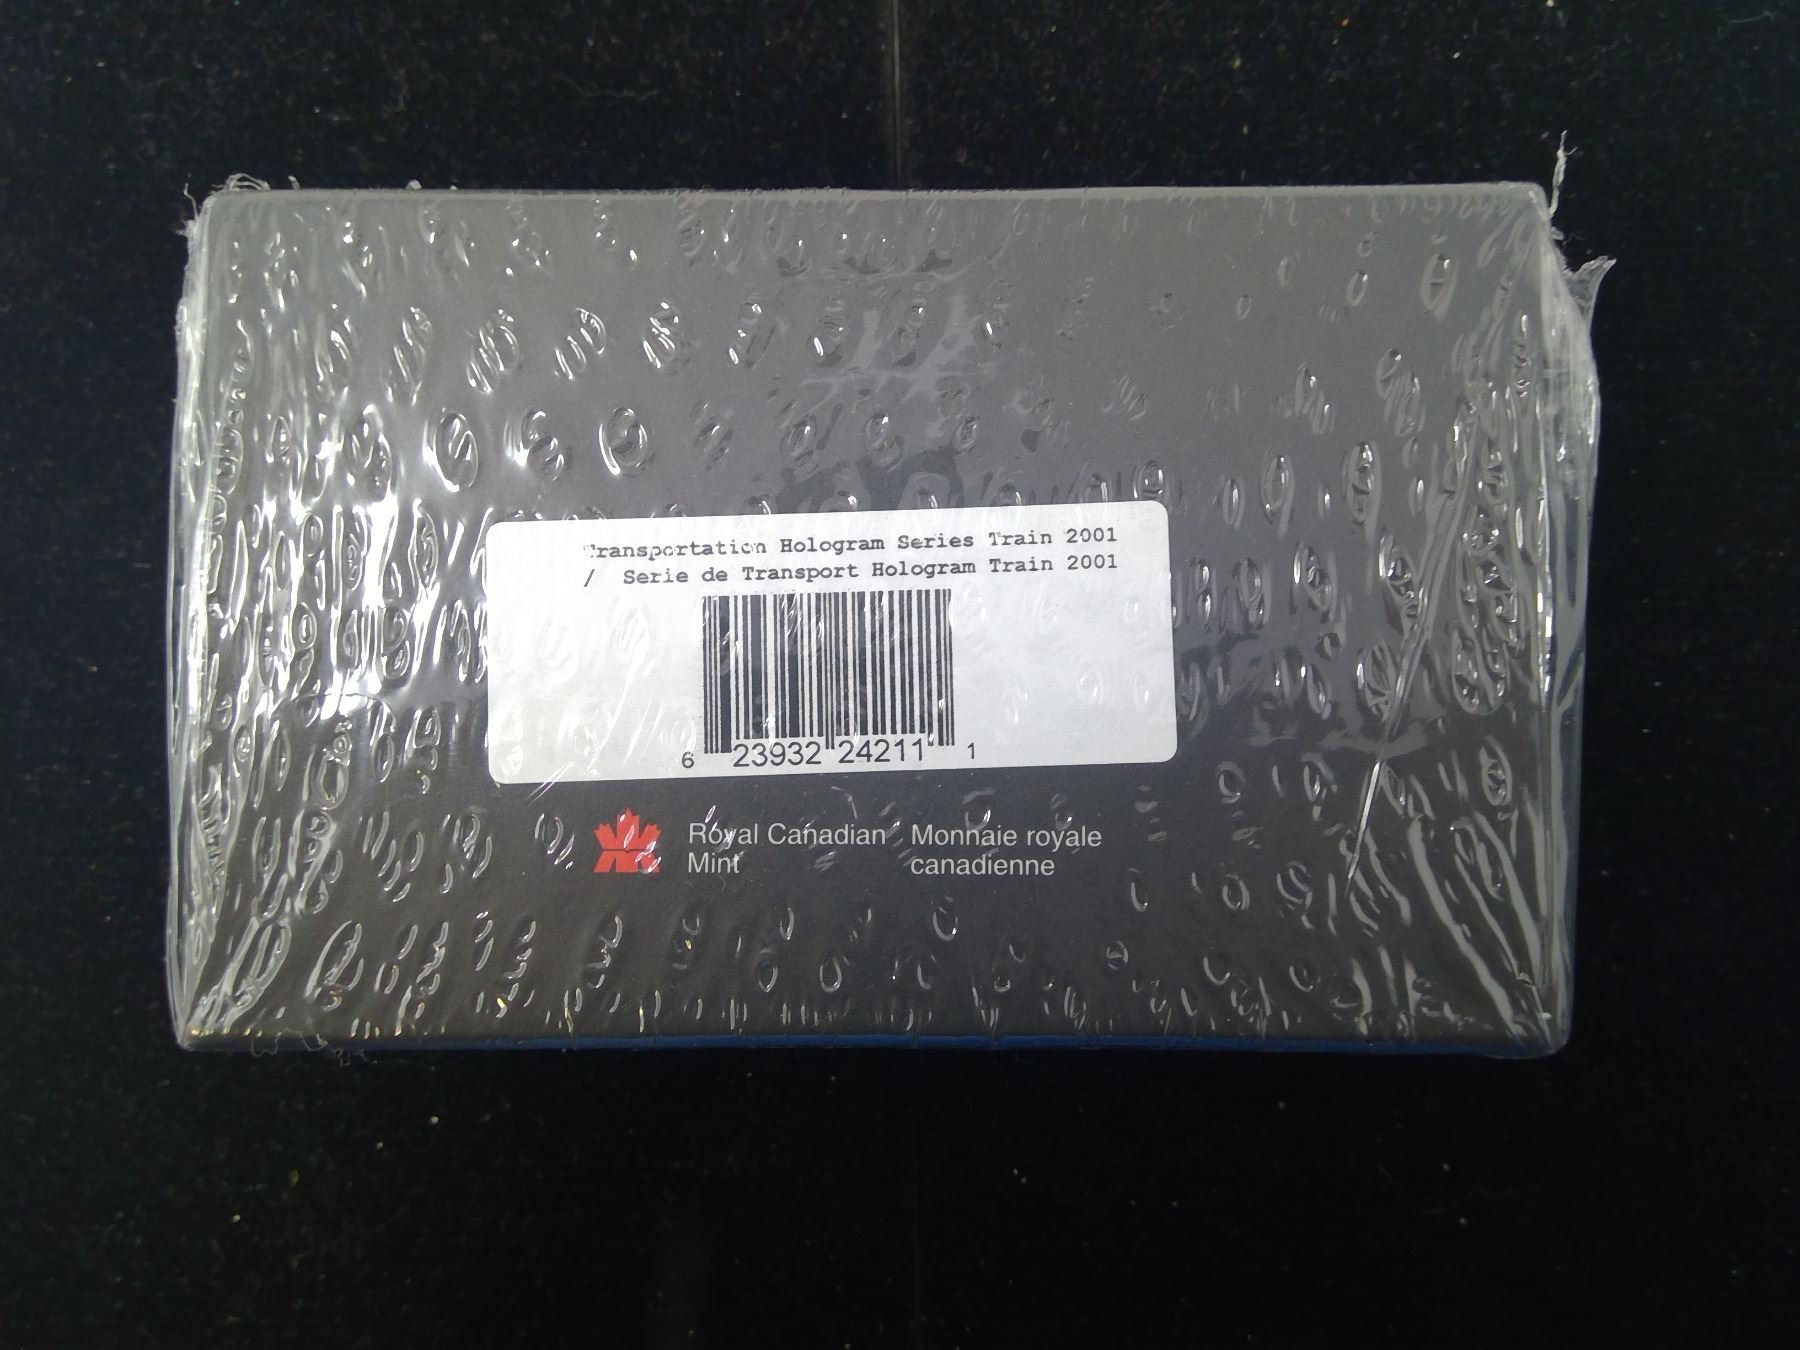 Transportation Hologram Series Train 2001
/ Serie de Transport Hologram Train 2001
6 23932 24211 1
Royal Canadian Monnaie royale
Mint canadienne